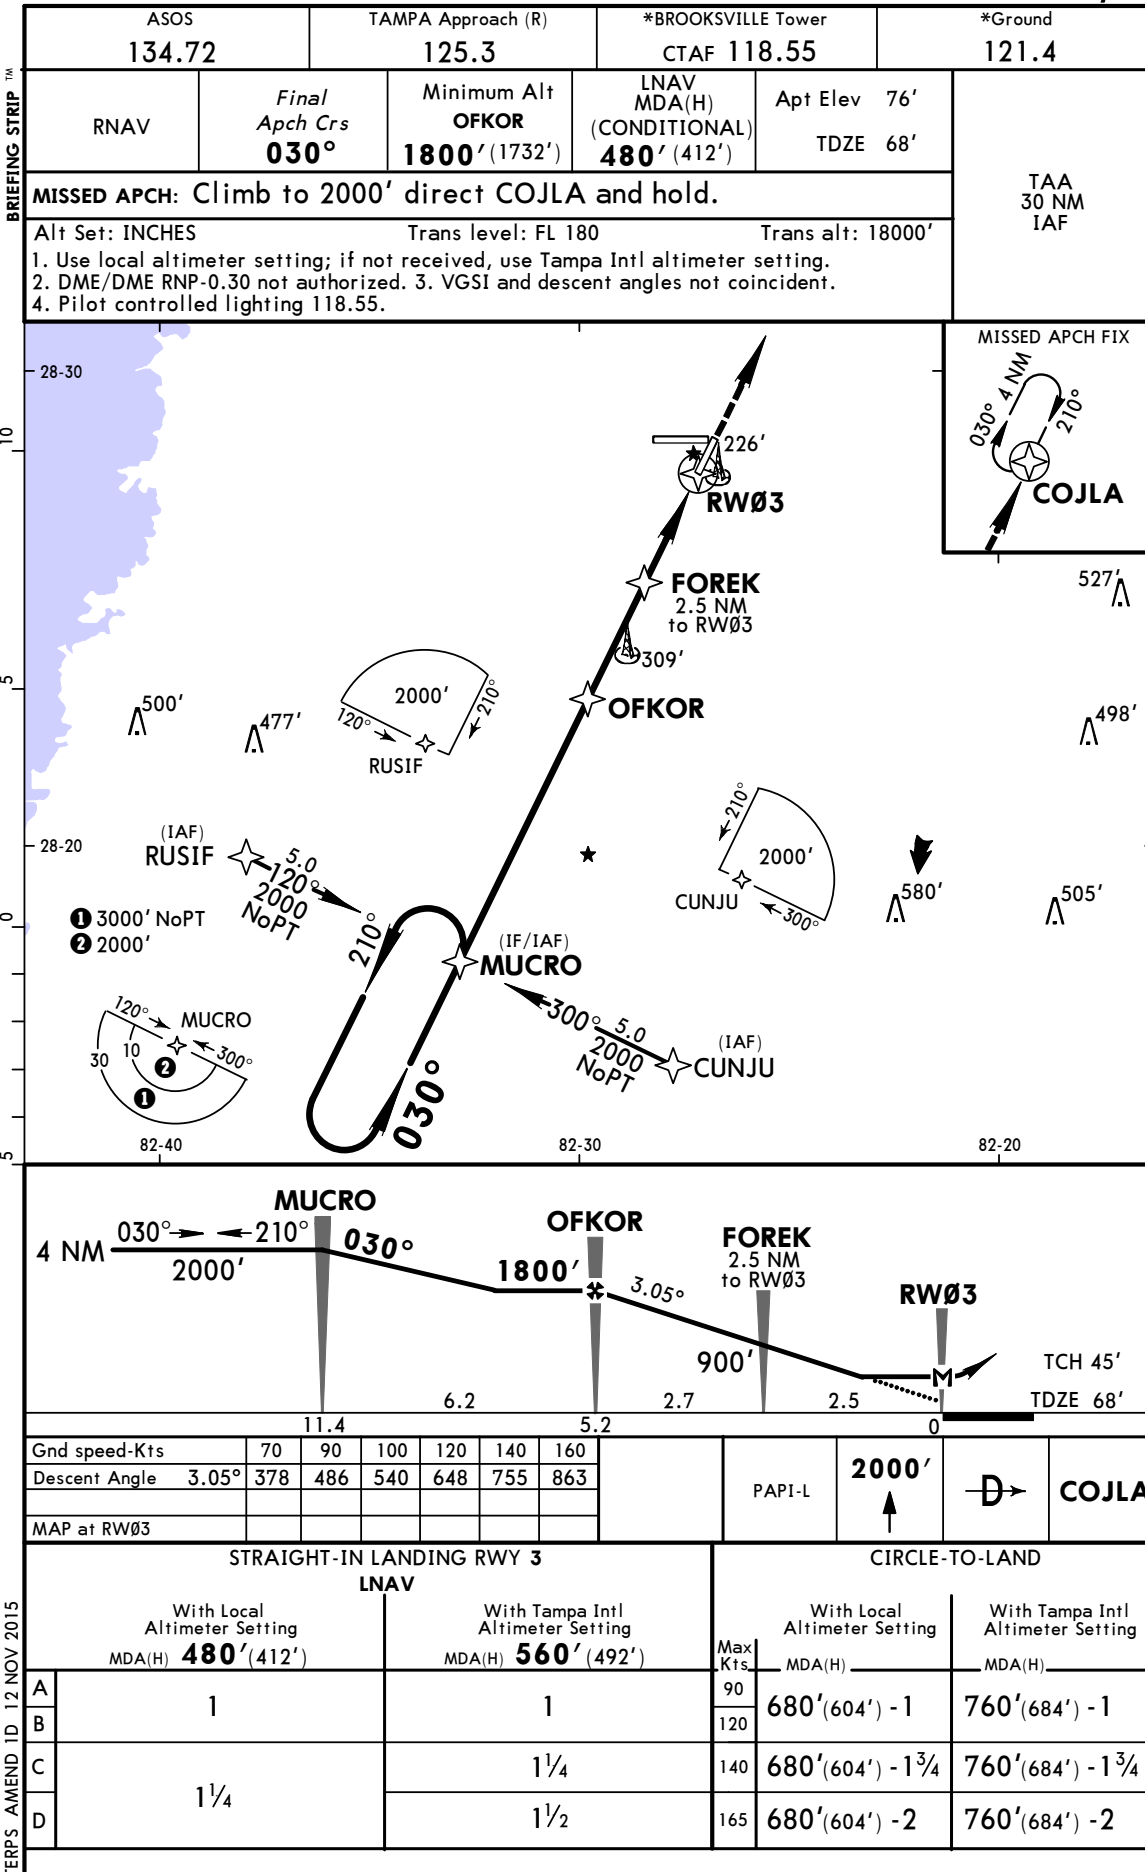 ASOS
134.72
TAMPA Approach (R)
125.3
*BROOKSVILLE Tower
CTAF 118.55
*Ground
121.4
BRIEFING STRIP TM
RNAV
Final
Apch Crs
030°
Minimum Alt
OFKOR
1800' (1732')
LNAV
MDA(H)
(CONDITIONAL)
480' (412')
Apt Elev 76'
TDZE 68'
TAA
30 NM
IAF
MISSED APCH: Climb to 2000' direct COJLA and hold.
Alt Set: INCHES Trans level: FL 180 Trans alt: 18000'
1. Use local altimeter setting; if not received, use Tampa Intl altimeter setting.
2. DME/DME RNP-0.30 not authorized. 3. VGSI and descent angles not coincident.
4. Pilot controlled lighting 118.55.
MISSED APCH FIX
030° 4 NM
210°
COJLA
28-30
10
226'
RWØ3
FOREK
2.5 NM
to RWØ3
527'
309'
5
500'
477'
2000'
120°
210°
RUSIF
OFKOR
498'
28-20
(IAF)
RUSIF
5.0
120°
2000
NoPT
210°
2000'
CUNJU
300°
580'
505'
0
❶ 3000' NoPT
❷ 2000'
210°
(IF/IAF)
MUCRO
120°
MUCRO
300°
30
10
❷
❶
300°
5.0
2000
NoPT
(IAF)
CUNJU
030°
5
82-40
82-30
82-20
MUCRO
OFKOR
FOREK
2.5 NM
to RWØ3
RWØ3
4 NM
030°
210°
2000'
030°
1800'
3.05°
900'
TCH 45'
TDZE 68'
6.2
2.7
2.5
11.4
5.2
0
Gnd speed-Kts 70 90 100 120 140 160
Descent Angle 3.05° 378 486 540 648 755 863
MAP at RWØ3
PAPI-L
2000'
D
COJLA
STRAIGHT-IN LANDING RWY 3
LNAV
CIRCLE-TO-LAND
With Local
Altimeter Setting
MDA(H) 480' (412')
With Tampa Intl
Altimeter Setting
MDA(H) 560' (492')
Max
Kts
With Local
Altimeter Setting
MDA(H)
With Tampa Intl
Altimeter Setting
MDA(H)
A
B
1
1
90
120
680'(604') - 1
760'(684') - 1
C
1¼
1¼
140
680'(604') - 1¾
760'(684') - 1¾
D
1½
165
680'(604') - 2
760'(684') - 2
TERPS AMEND 1D 12 NOV 2015